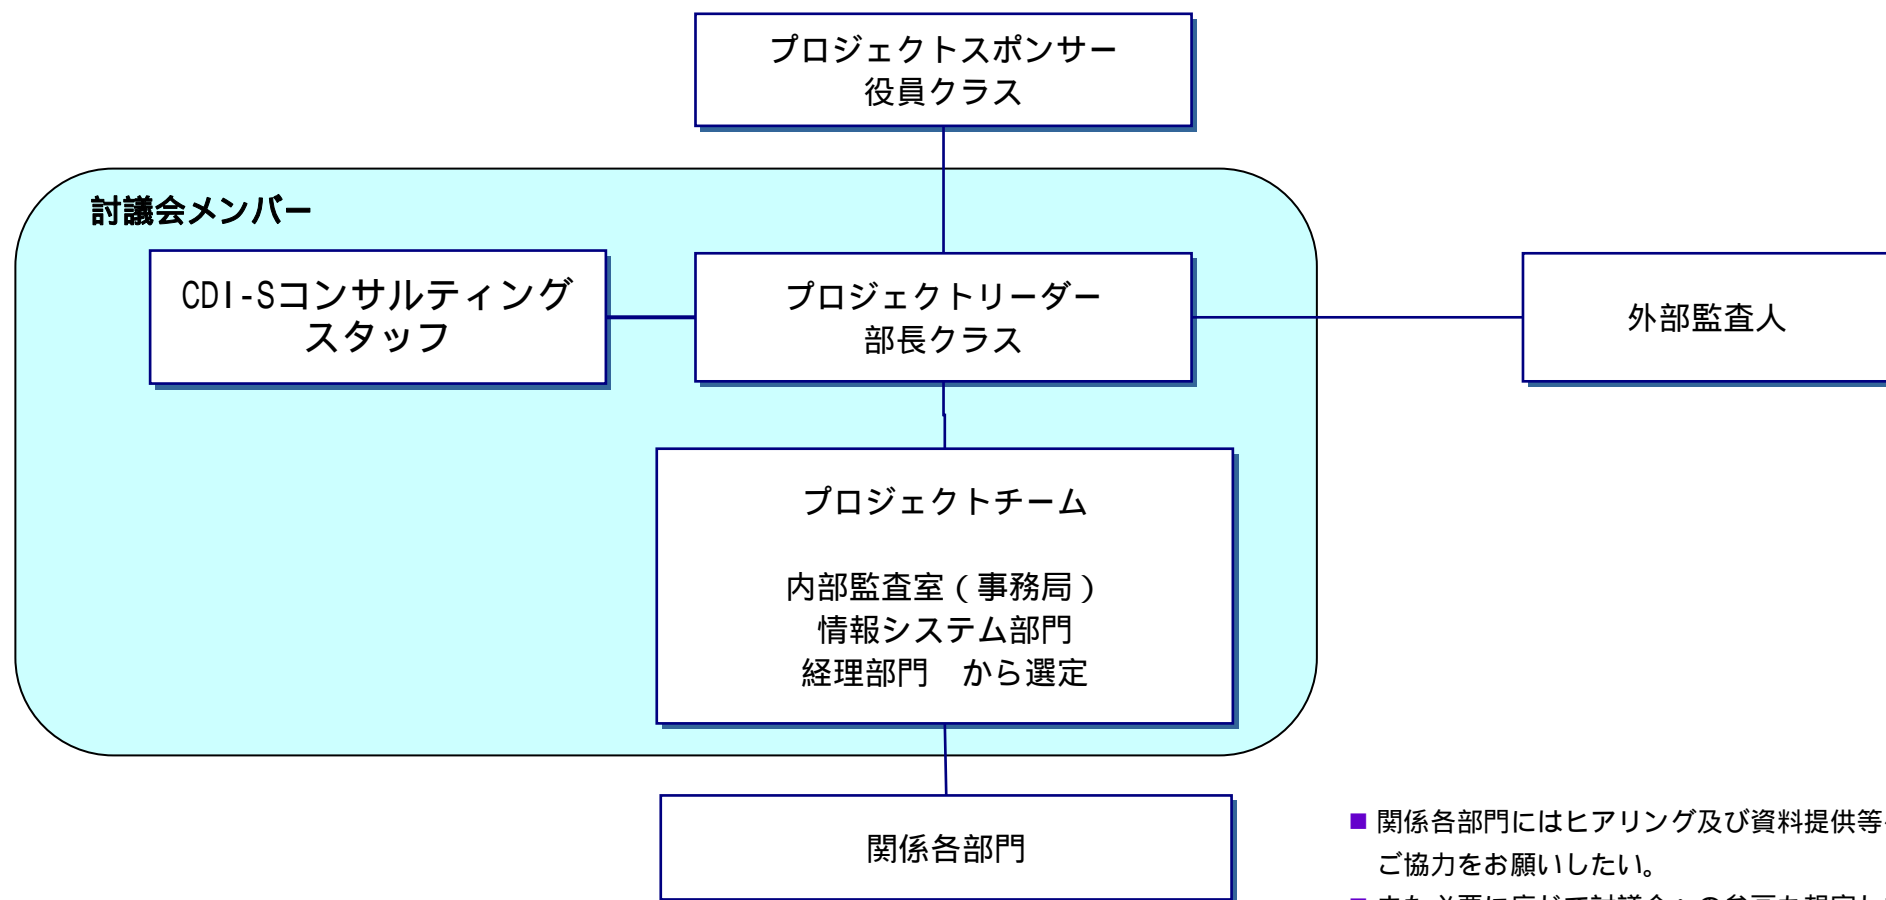 プロジェクトスポンサー
役員クラス
討議会メンバー
CDI-Sコンサルティング
スタッフ
プロジェクトリーダー
部長クラス
外部監査人
プロジェクトチーム
内部監査室（事務局）
情報システム部門
経理部門　から選定
関係各部門
■ 関係各部門にはヒアリング及び資料提供等
ご協力をお願いしたい。